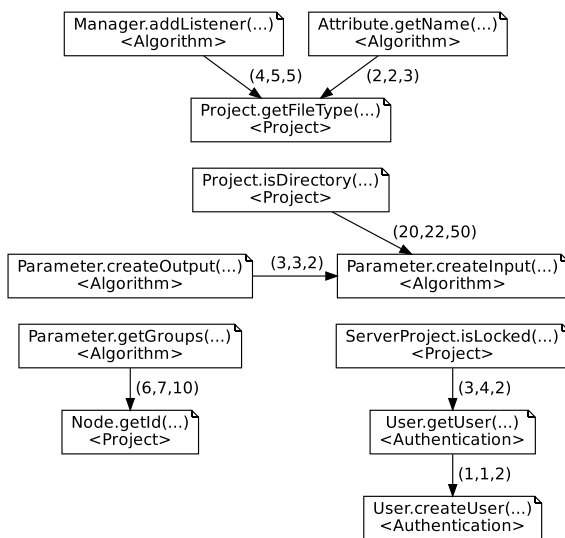 Manager.addListener(...)
<Algorithm>
Attribute.getName(...)
<Algorithm>
(4,5,5)
(2,2,3)
Project.getFileType(...)
<Project>
Project.isDirectory(...)
<Project>
(20,22,50)
Parameter.createOutput(...)
<Algorithm>
(3,3,2)
Parameter.createInput(...)
<Algorithm>
Parameter.getGroups(...)
<Algorithm>
ServerProject.isLocked(...)
<Project>
(6,7,10)
(3,4,2)
Node.getId(...)
<Project>
User.getUser(...)
<Authentication>
(1,1,2)
User.createUser(...)
<Authentication>